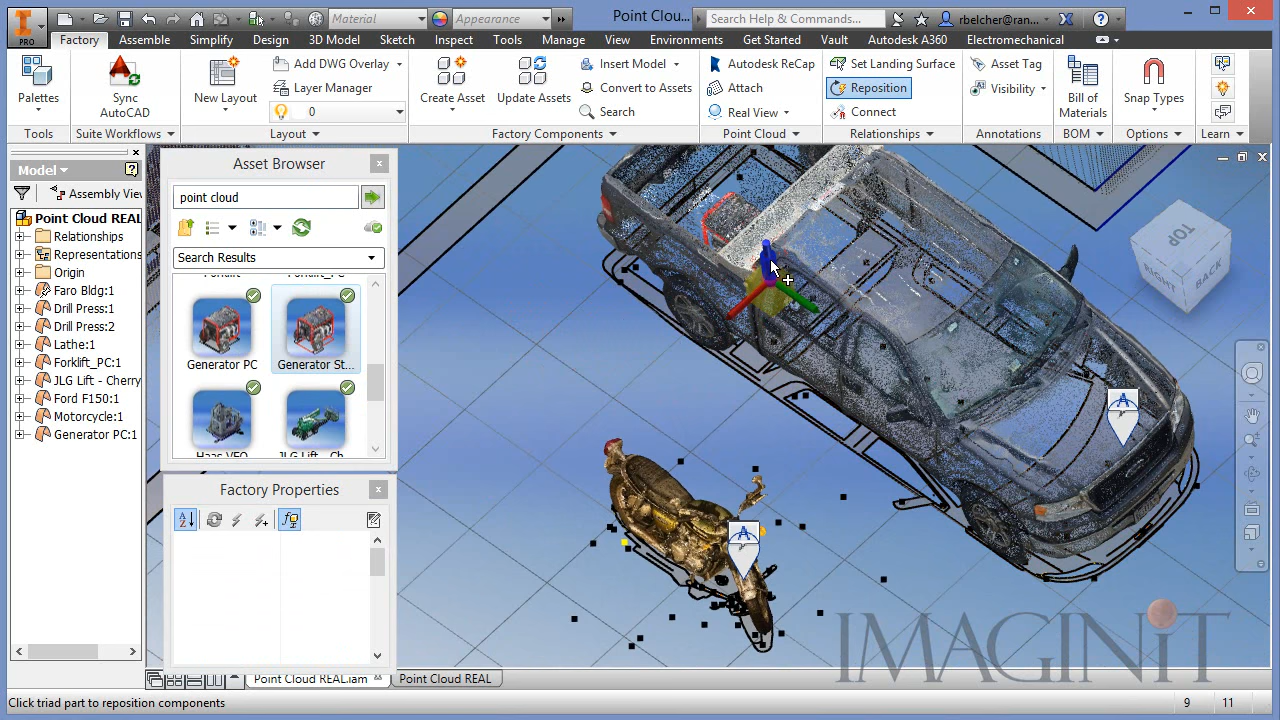 PRO
Material
Appearance
Point Clou...
Search Help & Commands...
rbelcher@ran...
Factory
Assemble
Simplify
Design
3D Model
Sketch
Inspect
Tools
Manage
View
Environments
Get Started
Vault
Autodesk A360
Electromechanical
Palettes
Sync
AutoCAD
New Layout
Add DWG Overlay
Layer Manager
0
Create Asset
Update Assets
Insert Model
Convert to Assets
Search
Autodesk ReCap
Attach
Real View
Set Landing Surface
Reposition
Connect
Asset Tag
Visibility
Bill of
Materials
Snap Types
Tools
Suite Workflows
Layout
Factory Components
Point Cloud
Relationships
Annotations
BOM
Options
Learn
Model
Assembly View
Point Cloud REAL
Relationships
Representations
Origin
Faro Bldg:1
Drill Press:1
Drill Press:2
Lathe:1
Forklift_PC:1
JLG Lift - Cherry
Ford F150:1
Motorcycle:1
Generator PC:1
Asset Browser
point cloud
Search Results
Forklift
Forklift_PC
Generator PC
Generator St...
Haas VFO
JLG Lift - Ch...
Factory Properties
TOP
RIGHT
BACK
A
A
IMAGINiT
Point Cloud REAL.iam
Point Cloud REAL
Click triad part to reposition components
9
11